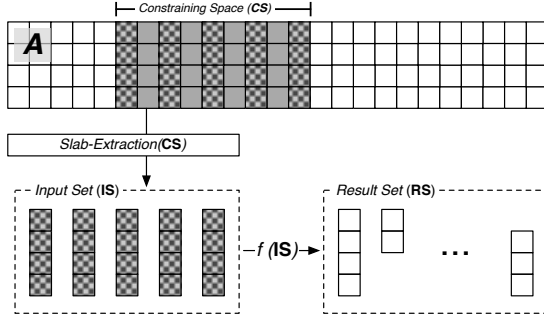 Constraining Space (CS)
A
Slab-Extraction(CS)
Input Set (IS)
Result Set (RS)
f (IS)
...